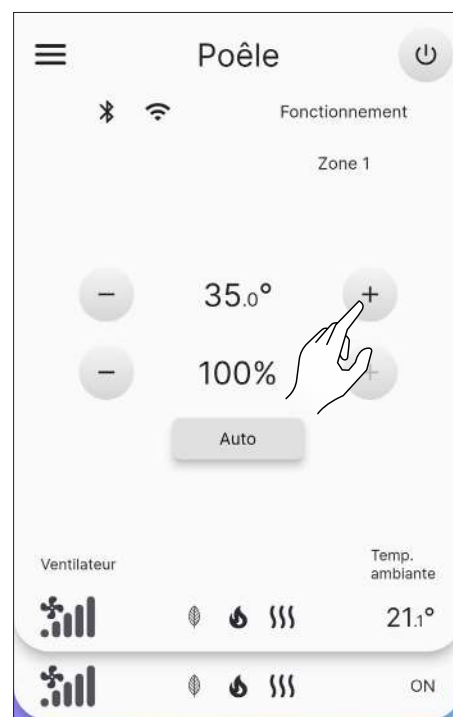 Poêle
Fonctionnement
Zone 1
− 35.0° +
− 100% +
Auto
Ventilateur
Temp.
ambiante
21.1°
ON